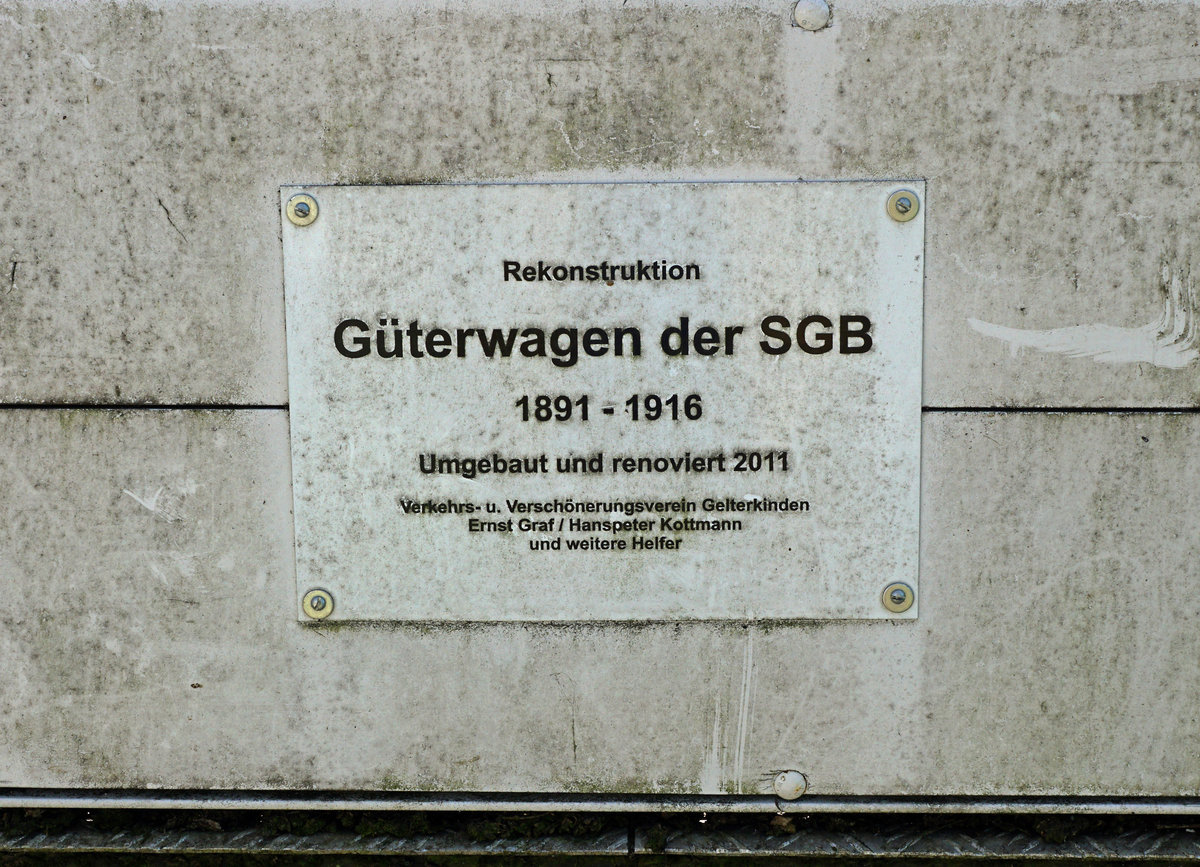 Rekonstruktion
Güterwagen der SGB
1891 - 1916
Umgebaut und renoviert 2011
Verkehrs- u. Verschönerungsverein Gelterkinden
Ernst Graf / Hanspeter Kottmann
und weitere Helfer